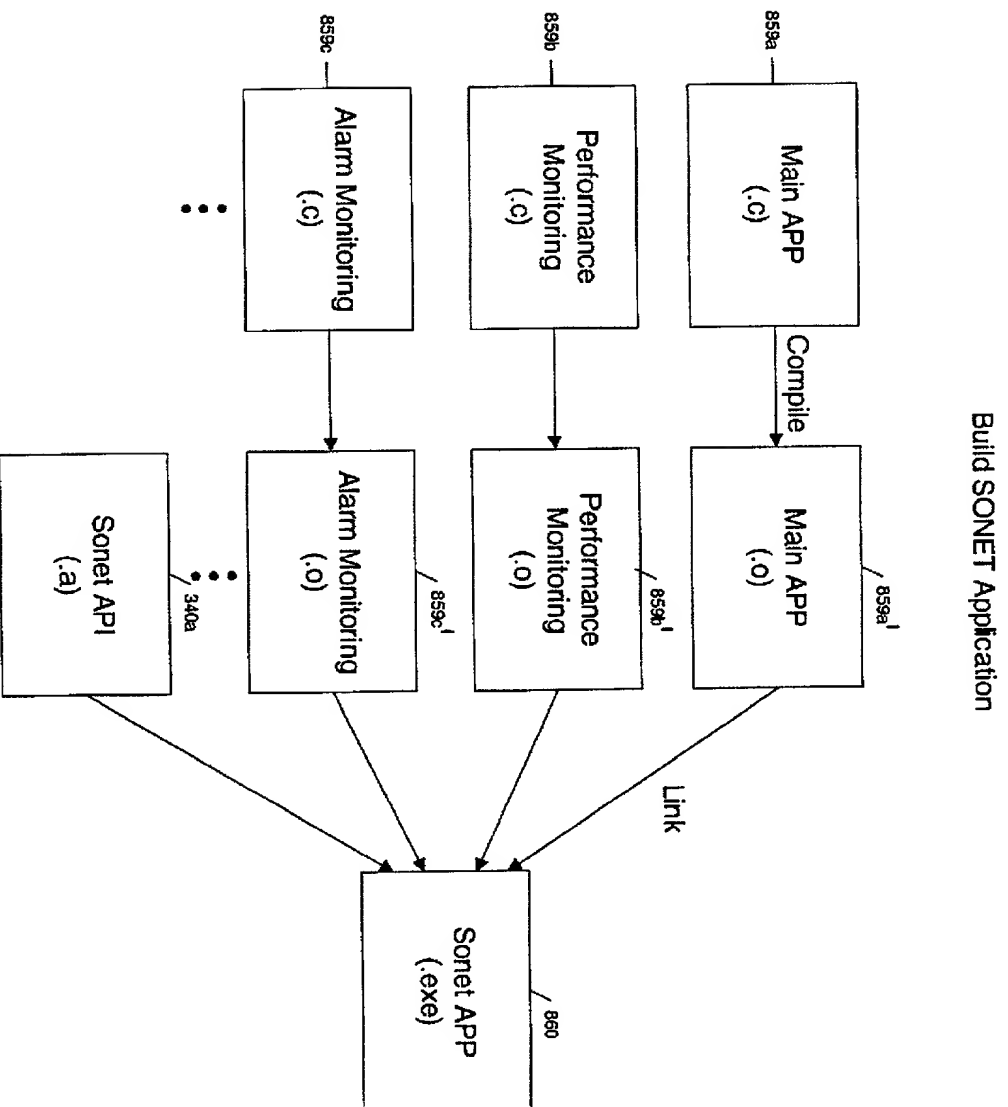 Build SONET Application
859a
Main APP
(.c)
Compile
859a'
Main APP
(.o)
859b
Performance
Monitoring
(.c)
859b'
Performance
Monitoring
(.o)
859c
Alarm Monitoring
(.c)
859c'
Alarm Monitoring
(.o)
340a
Sonet API
(.a)
Link
860
Sonet APP
(.exe)